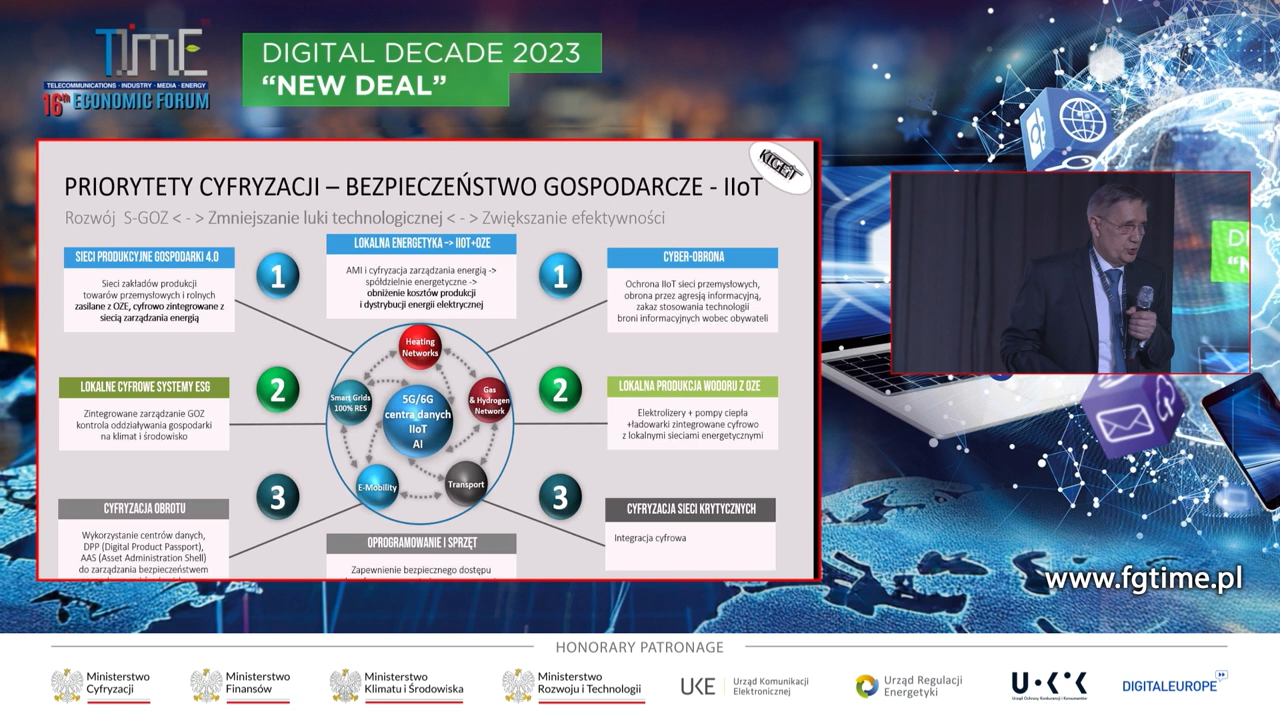 TIME
TELECOMMUNICATIONS · INDUSTRY · MEDIA · ENERGY
16th ECONOMIC FORUM
DIGITAL DECADE 2023
“NEW DEAL”
KIGEiT
PRIORYTETY CYFRYZACJI – BEZPIECZEŃSTWO GOSPODARCZE - IIoT
Rozwój S-GOZ < - > Zmniejszanie luki technologicznej < - > Zwiększanie efektywności
SIECI PRODUKCYJNE GOSPODARKI 4.0
Sieci zakładów produkcji
towarów przemysłowych i rolnych
zasilane z OZE, cyfrowo zintegrowane z
siecią zarządzania energią
1
LOKALNA ENERGETYKA -> IIOT+OZE
AMI i cyfryzacja zarządzania energią ->
spółdzielnie energetyczne ->
obniżenie kosztów produkcji
i dystrybucji energii elektrycznej
1
CYBER-OBRONA
Ochrona IIoT sieci przemysłowych,
obrona przez agresją informacyjną,
zakaz stosowania technologii
broni informacyjnych wobec obywateli
LOKALNE CYFROWE SYSTEMY ESG
Zintegrowane zarządzanie GOZ
kontrola oddziaływania gospodarki
na klimat i środowisko
2
Heating
Networks
Smart Grids
100% RES
5G/6G
centra danych
IIoT
AI
Gas
& Hydrogen
Network
E-Mobility
Transport
2
LOKALNA PRODUKCJA WODORU Z OZE
Elektrolizery + pompy ciepła
+ładowarki zintegrowane cyfrowo
z lokalnymi sieciami energetycznymi
CYFRYZACJA OBROTU
Wykorzystanie centrów danych,
DPP (Digital Product Passport),
AAS (Asset Administration Shell)
do zarządzania bezpieczeństwem
3
OPROGRAMOWANIE I SPRZĘT
Zapewnienie bezpiecznego dostępu
3
CYFRYZACJA SIECI KRYTYCZNYCH
Integracja cyfrowa
www.fgtime.pl
HONORARY PATRONAGE
Ministerstwo
Cyfryzacji
Ministerstwo
Finansów
Ministerstwo
Klimatu i Środowiska
Ministerstwo
Rozwoju i Technologii
UKE
Urząd Komunikacji
Elektronicznej
Urząd Regulacji
Energetyki
UOKiK
Urząd Ochrony Konkurencji i Konsumentów
DIGITALEUROPE